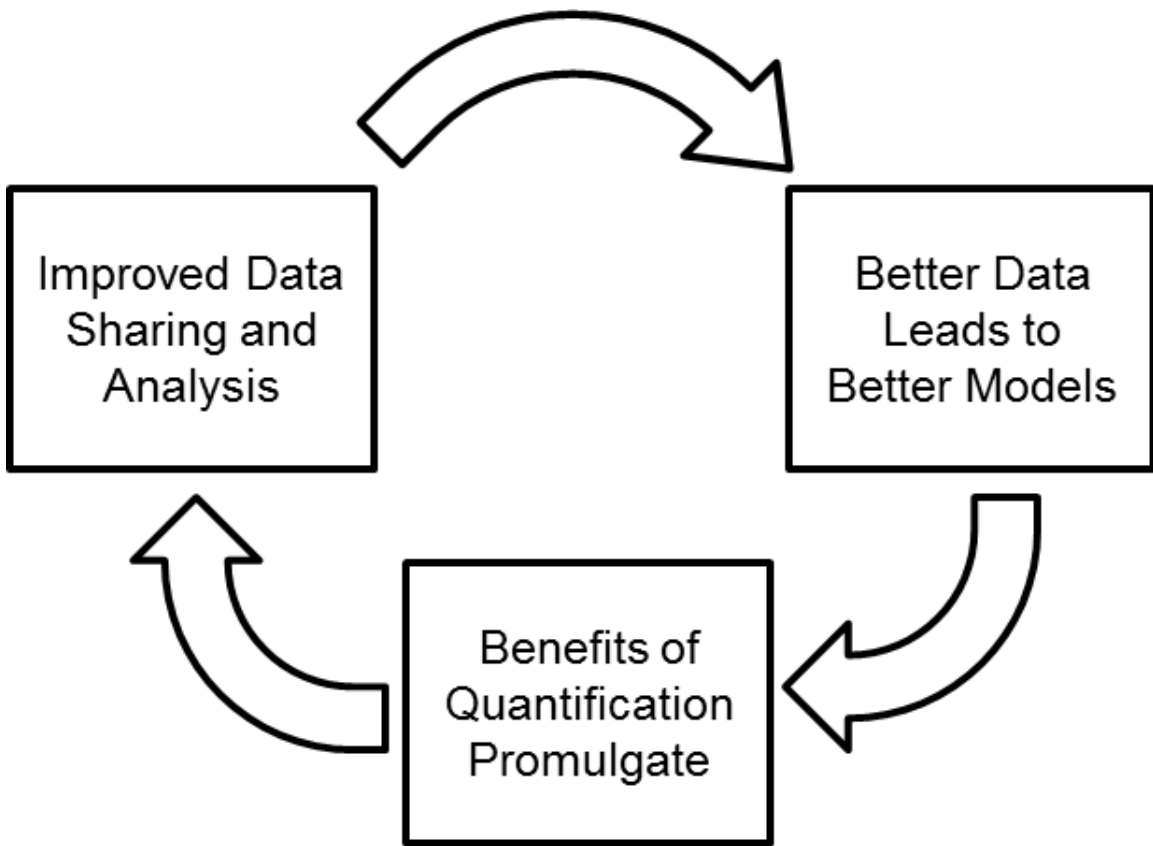 Improved Data
Sharing and
Analysis
Better Data
Leads to
Better Models
Benefits of
Quantification
Promulgate